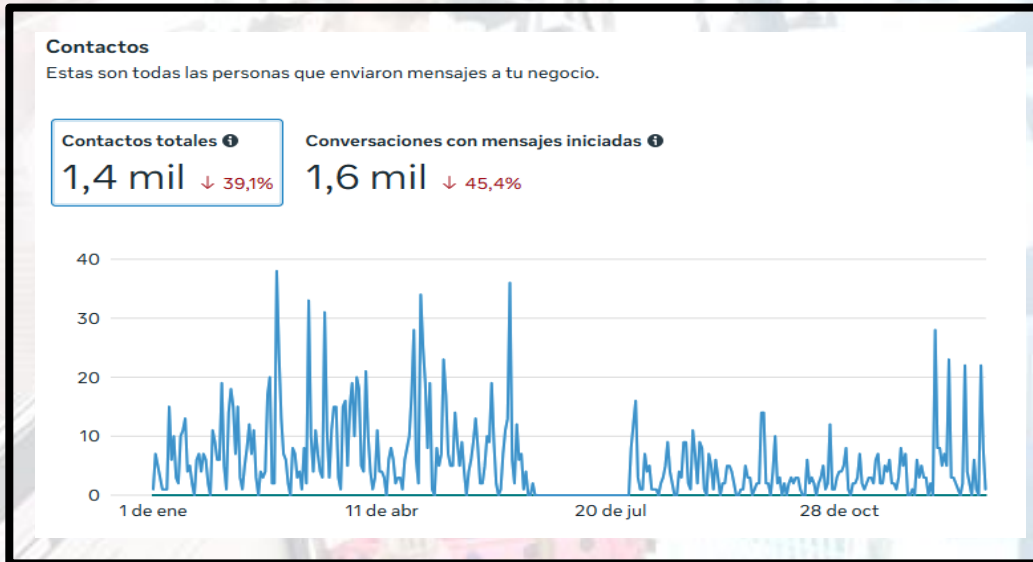 Contactos
Estas son todas las personas que enviaron mensajes a tu negocio.
Contactos totales
Conversaciones con mensajes iniciadas
1,4 mil ↓ 39,1%
1,6 mil ↓ 45,4%
40
30
20
10
0
1 de ene
11 de abr
20 de jul
28 de oct